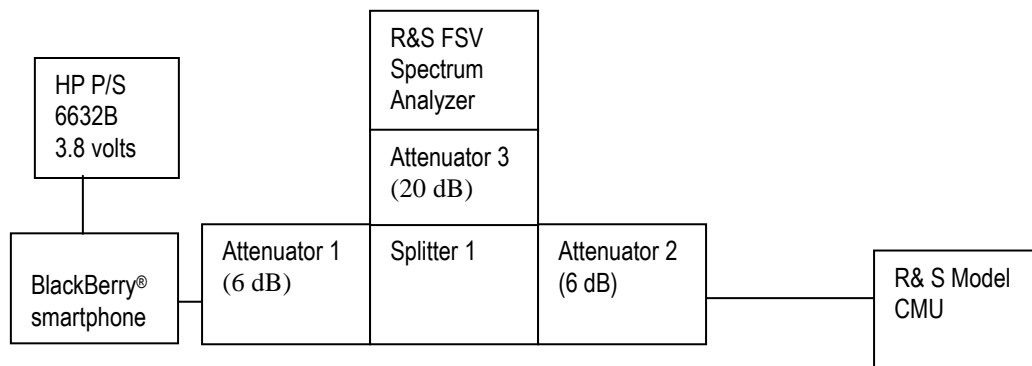 R&S FSV
Spectrum
Analyzer
HP P/S
6632B
3.8 volts
Attenuator 3
(20 dB)
BlackBerry®
smartphone
Attenuator 1
(6 dB)
Splitter 1
Attenuator 2
(6 dB)
R& S Model
CMU